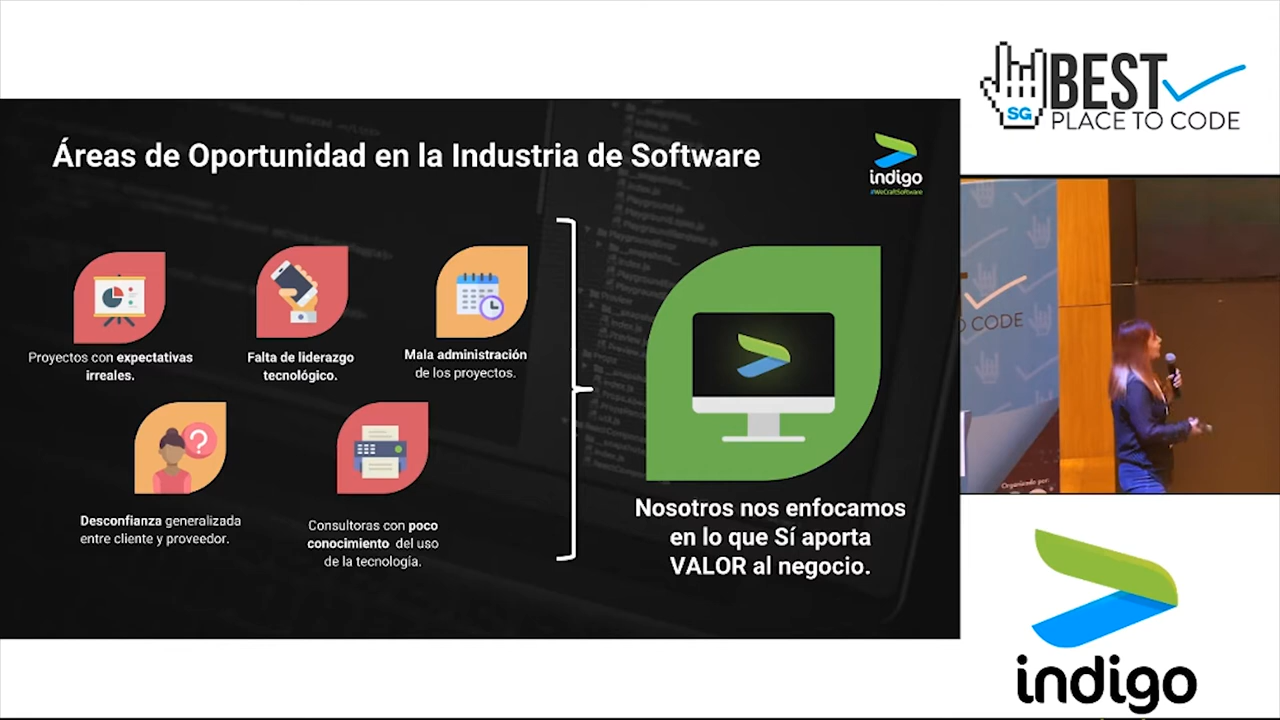 Áreas de Oportunidad en la Industria de Software
indigo
#WeCraftSoftware
Proyectos con expectativas
irreales.
Falta de liderazgo
tecnológico.
Mala administración
de los proyectos.
Desconfianza generalizada
entre cliente y proveedor.
Consultoras con poco
conocimiento del uso
de la tecnología.
Nosotros nos enfocamos
en lo que Sí aporta
VALOR al negocio.
SG
BEST
PLACE TO CODE
CODE
Organizado por:
indigo